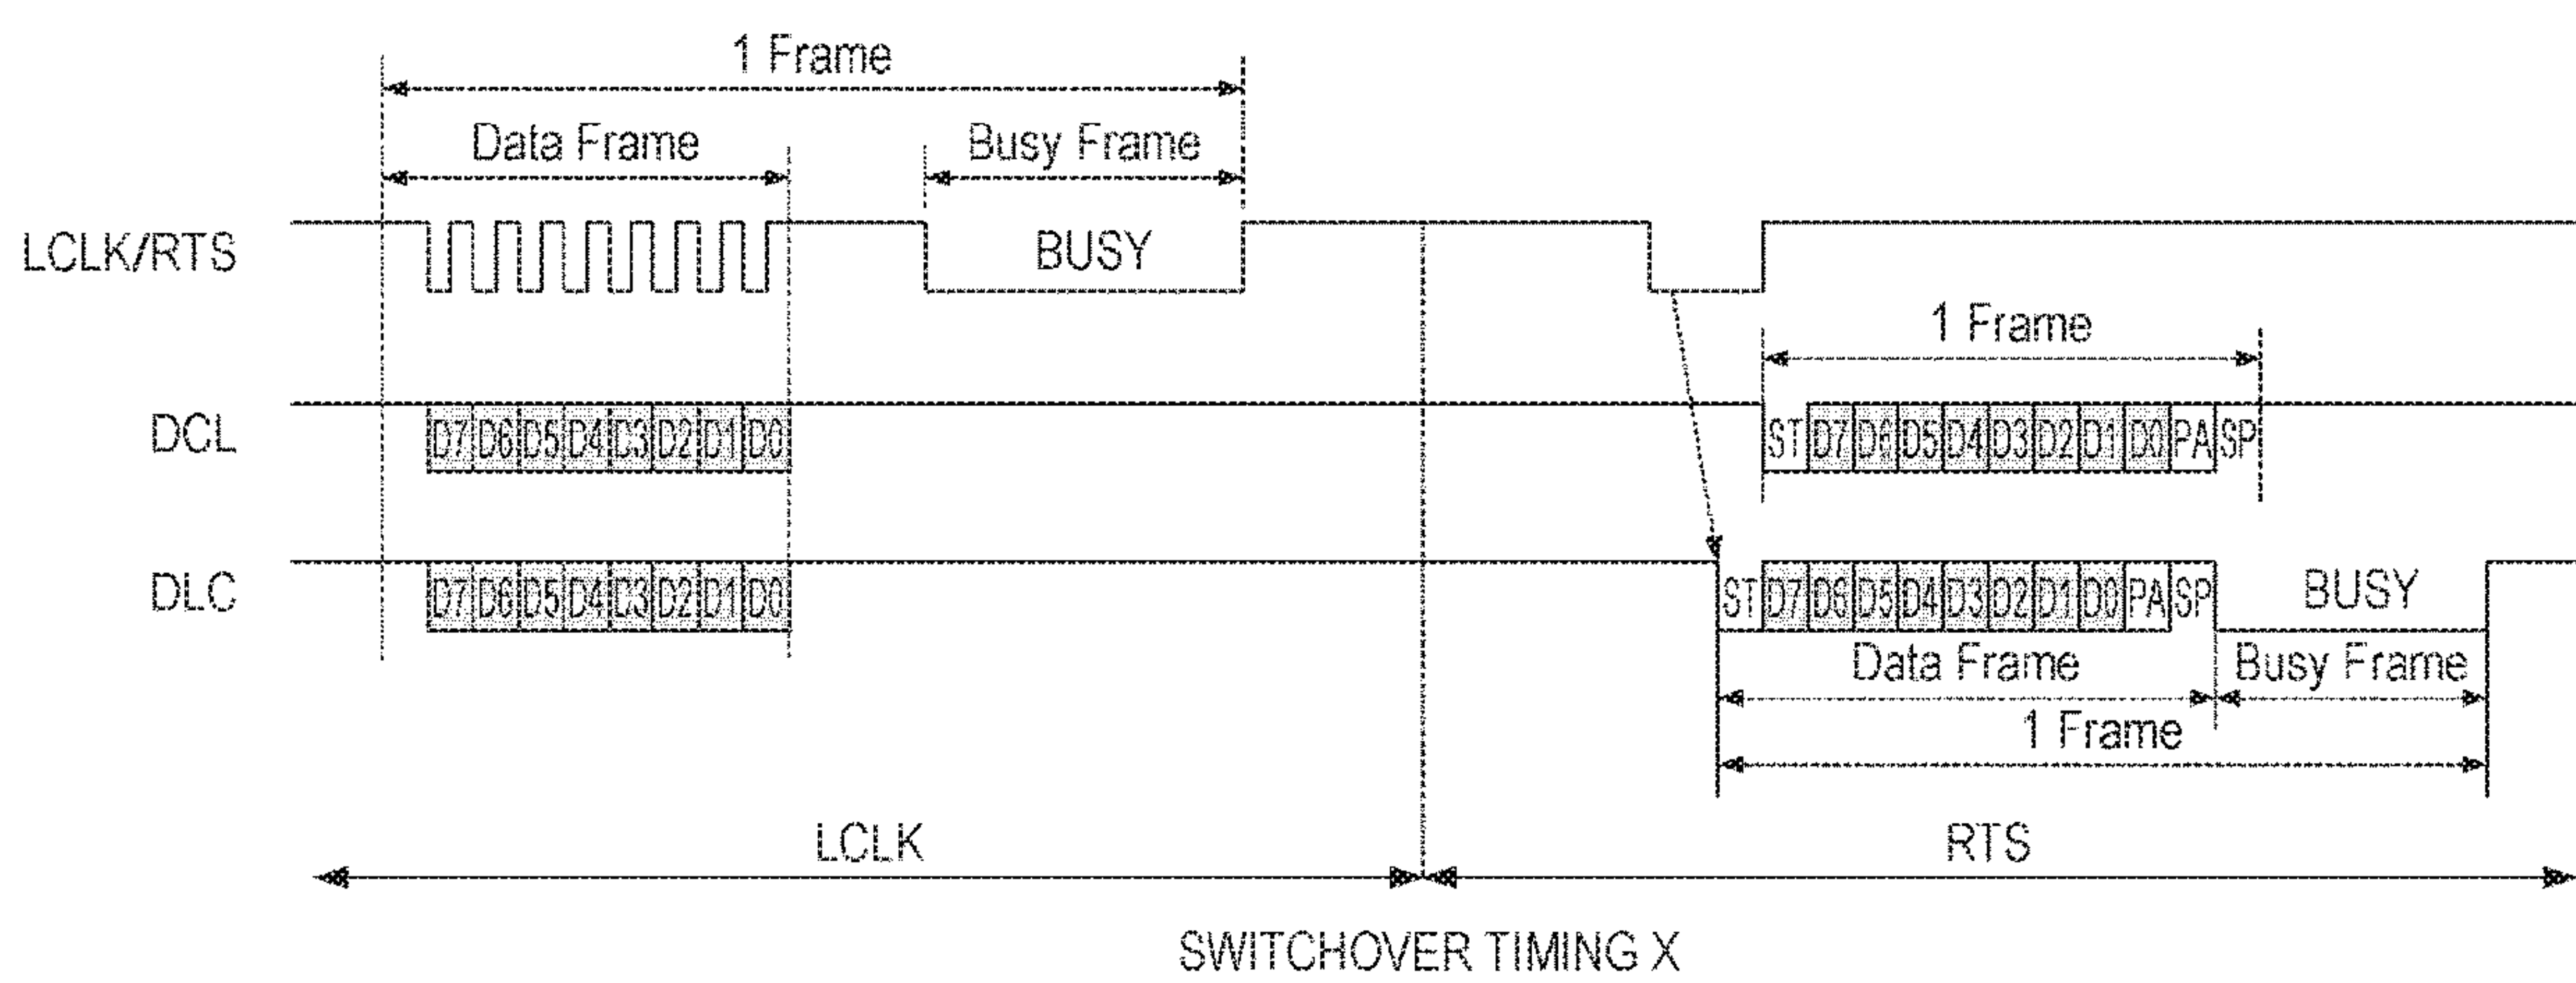 1 Frame
Data Frame
Busy Frame
LCLK/RTS
BUSY
1 Frame
DCL
D7 D6 D5 D4 D3 D2 D1 D0
ST D7 D6 D5 D4 D3 D2 D1 D0 PA SP
DLC
D7 D6 D5 D4 D3 D2 D1 D0
ST D7 D6 D5 D4 D3 D2 D1 D0 PA SP
BUSY
Data Frame
Busy Frame
1 Frame
LCLK
RTS
SWITCHOVER TIMING X